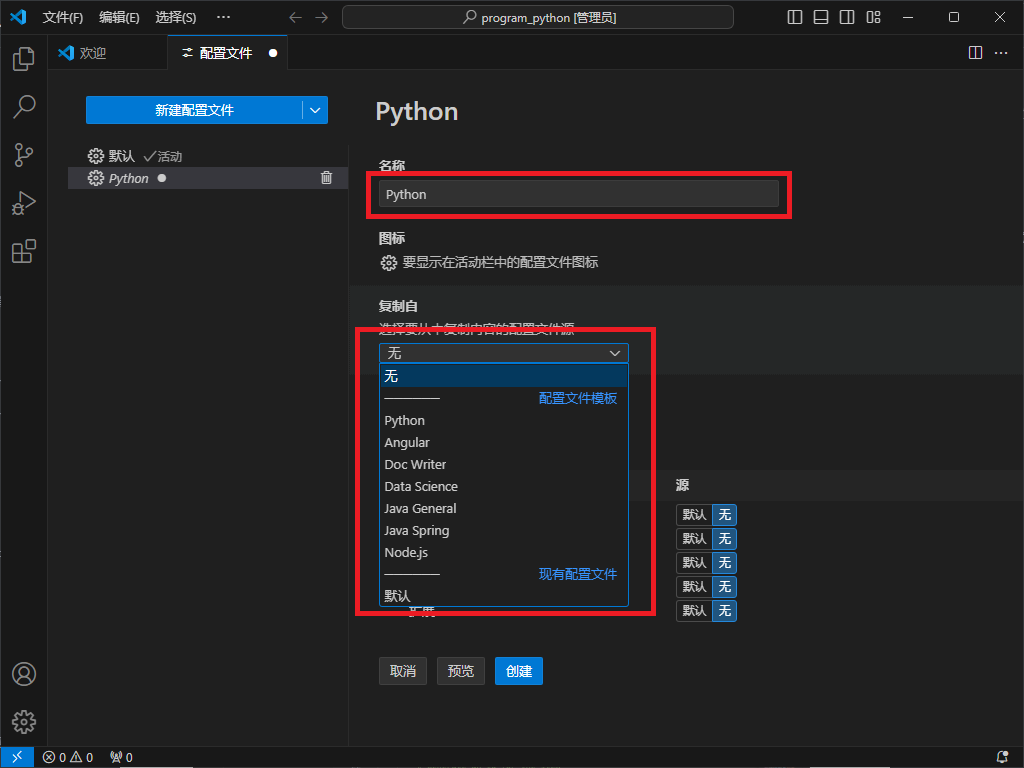 文件(F) 编辑(E) 选择(S) ··· program_python [管理员]
欢迎 配置文件
新建配置文件
默认 活动
Python
Python
名称
Python
图标
要显示在活动栏中的配置文件图标
复制自
选择要从中复制内容的配置文件源
无
无
配置文件模板
Python
Angular
Doc Writer
Data Science
Java General
Java Spring
Node.js
现有配置文件
默认
扩展
源
默认 无
默认 无
默认 无
默认 无
默认 无
取消 预览 创建
0 0 0